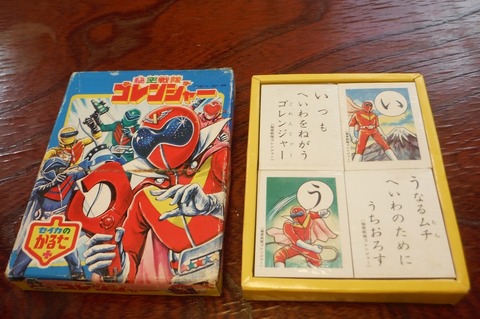 秘密戦隊
ゴレンジャー
セイカの
かるた
いつも
へいわをねがう
ゴレンジャー
い
う
うなるムチ
へいわのために
うちおろす